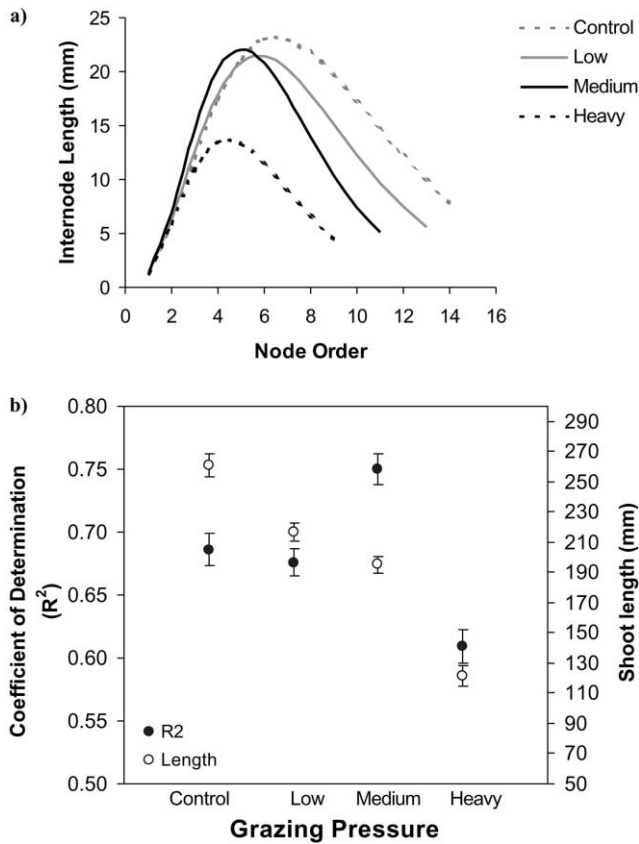 a)
25
20
15
10
5
0
Internode Length (mm)
0 2 4 6 8 10 12 14 16
Node Order
Control
Low
Medium
Heavy
b)
0.80
0.75
0.70
0.65
0.60
0.55
0.50
Coefficient of Determination
(R²)
290
270
250
230
210
190
170
150
130
110
90
70
50
Shoot length (mm)
R2
Length
Control Low Medium Heavy
Grazing Pressure